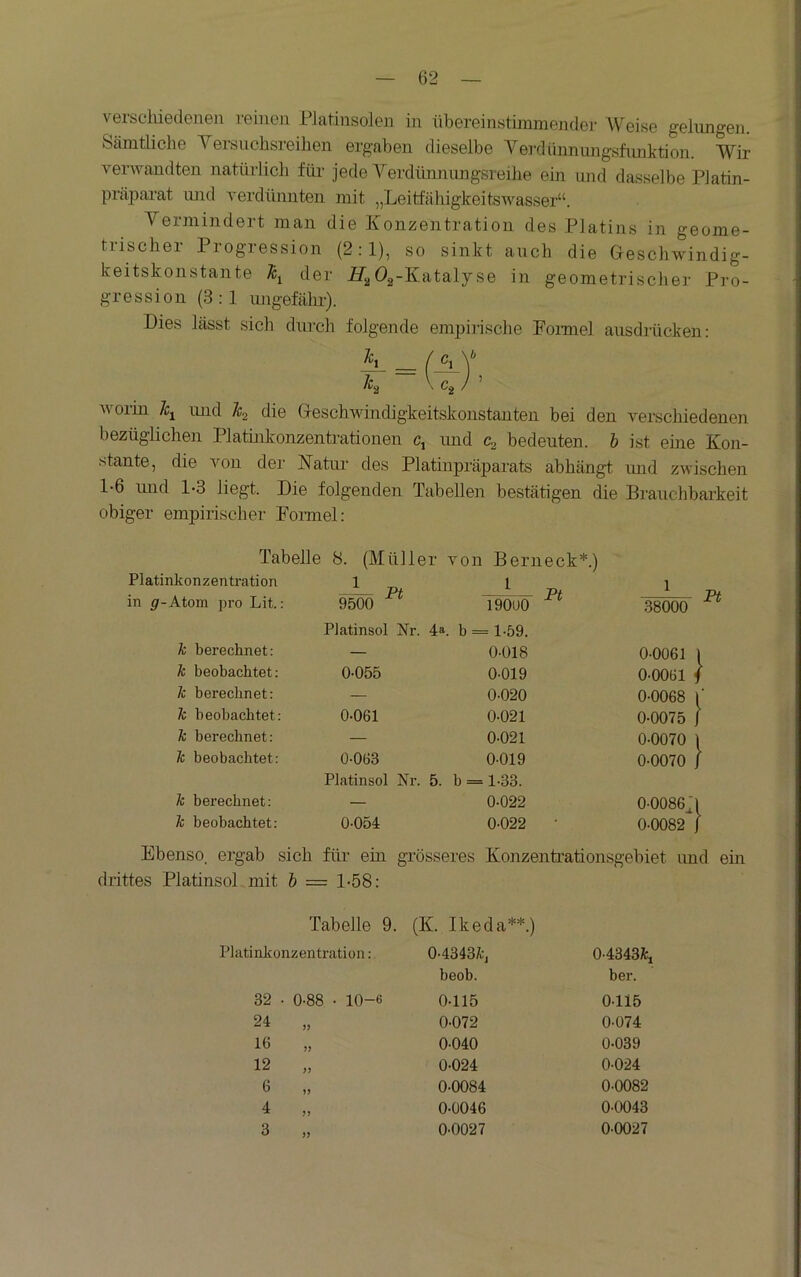 — 62 —
verschiedenen reinen Platinsolen in übereinstimmender Weise gelungen.
Sämtliche Versuchsreihen ergaben dieselbe Verdünnungsfunktion. Wir
verwandten natürlich für jede Verdünnungsreihe ein und dasselbe Platin-
präparat und verdünnten mit „Leitfähigkeitswasser“.
Vermindert man die Konzentration des Platins in geome-
trischer Progression (2 : 1), so sinkt auch die Geschwindig-
keitskonstante k₁ der H₂O₂-Katalyse in geometrischer Pro-
gression (3 : 1 ungefähr).
Dies lässt sich durch folgende empirische Formel ausdrücken:
k₁/k₂ = (c₁/c₂)ᵇ,
worin k₁ und k₂ die Geschwindigkeitskonstanten bei den verschiedenen
bezüglichen Platinkonzentrationen c₁ und c₂ bedeuten. b ist eine Kon-
stante, die von der Natur des Platinpräparats abhängt und zwischen
1·6 und 1·3 liegt. Die folgenden Tabellen bestätigen die Brauchbarkeit
obiger empirischer Formel:
Tabelle 8. (Müller von Berneck*.)
Platinkonzentration in g-Atom pro Lit.: 1/9500 Pt 1/19000 Pt 1/38000 Pt
Platinsol Nr. 4ᵃ. b = 1·59.
k berechnet: — 0·018 0·0061 }
k beobachtet: 0·055 0·019 0·0061
k berechnet: — 0·020 0·0068 }
k beobachtet: 0·061 0·021 0·0075
k berechnet: — 0·021 0·0070 }
k beobachtet: 0·063 0·019 0·0070
Platinsol Nr. 5. b = 1·33.
k berechnet: — 0·022 0·0086 }
k beobachtet: 0·054 0·022 0·0082
Ebenso ergab sich für ein grösseres Konzentrationsgebiet und ein
drittes Platinsol mit b = 1·58:
Tabelle 9. (K. Ikeda**.)
Platinkonzentration: 0·4343k₁ 0·4343k₁
beob. ber.
32 · 0·88 · 10–⁶ 0·115 0·115
24 „ 0·072 0·074
16 „ 0·040 0·039
12 „ 0·024 0·024
6 „ 0·0084 0·0082
4 „ 0·0046 0·0043
3 „ 0·0027 0·0027